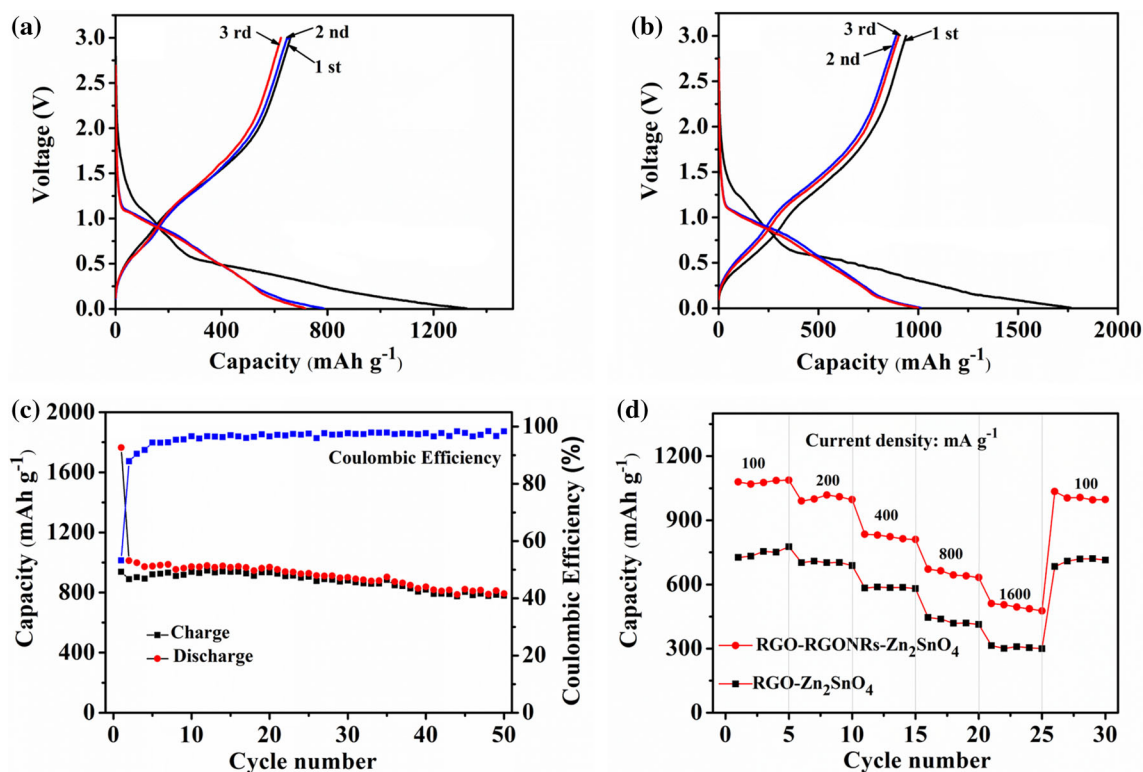 (a)
3.0
2.5
2.0
1.5
1.0
0.5
0.0
Voltage (V)
3 rd
2 nd
1 st
0
400
800
1200
Capacity (mAh g⁻¹)
(b)
3.0
2.5
2.0
1.5
1.0
0.5
0.0
Voltage (V)
3 rd
1 st
2 nd
0
500
1000
1500
2000
Capacity (mAh g⁻¹)
(c)
2000
1600
1200
800
400
0
Capacity (mAh g⁻¹)
Coulombic Efficiency
Charge
Discharge
100
80
60
40
20
0
Coulombic Efficiency (%)
0
10
20
30
40
50
Cycle number
(d)
1200
900
600
300
0
Capacity (mAh g⁻¹)
Current density: mA g⁻¹
100
200
400
800
1600
100
RGO-RGONRs-Zn₂SnO₄
RGO-Zn₂SnO₄
0
5
10
15
20
25
30
Cycle number